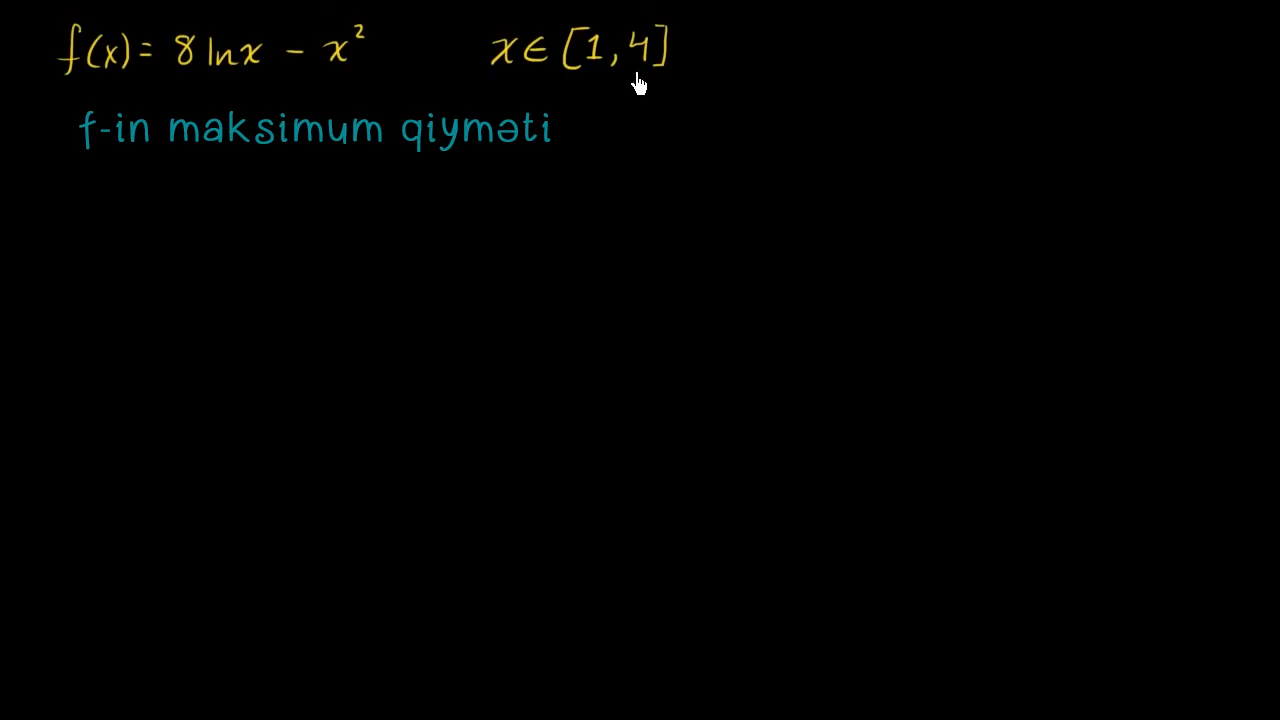 f(x) = 8 ln x - x² x ∈ [1, 4]
f-in maksimum qiyməti